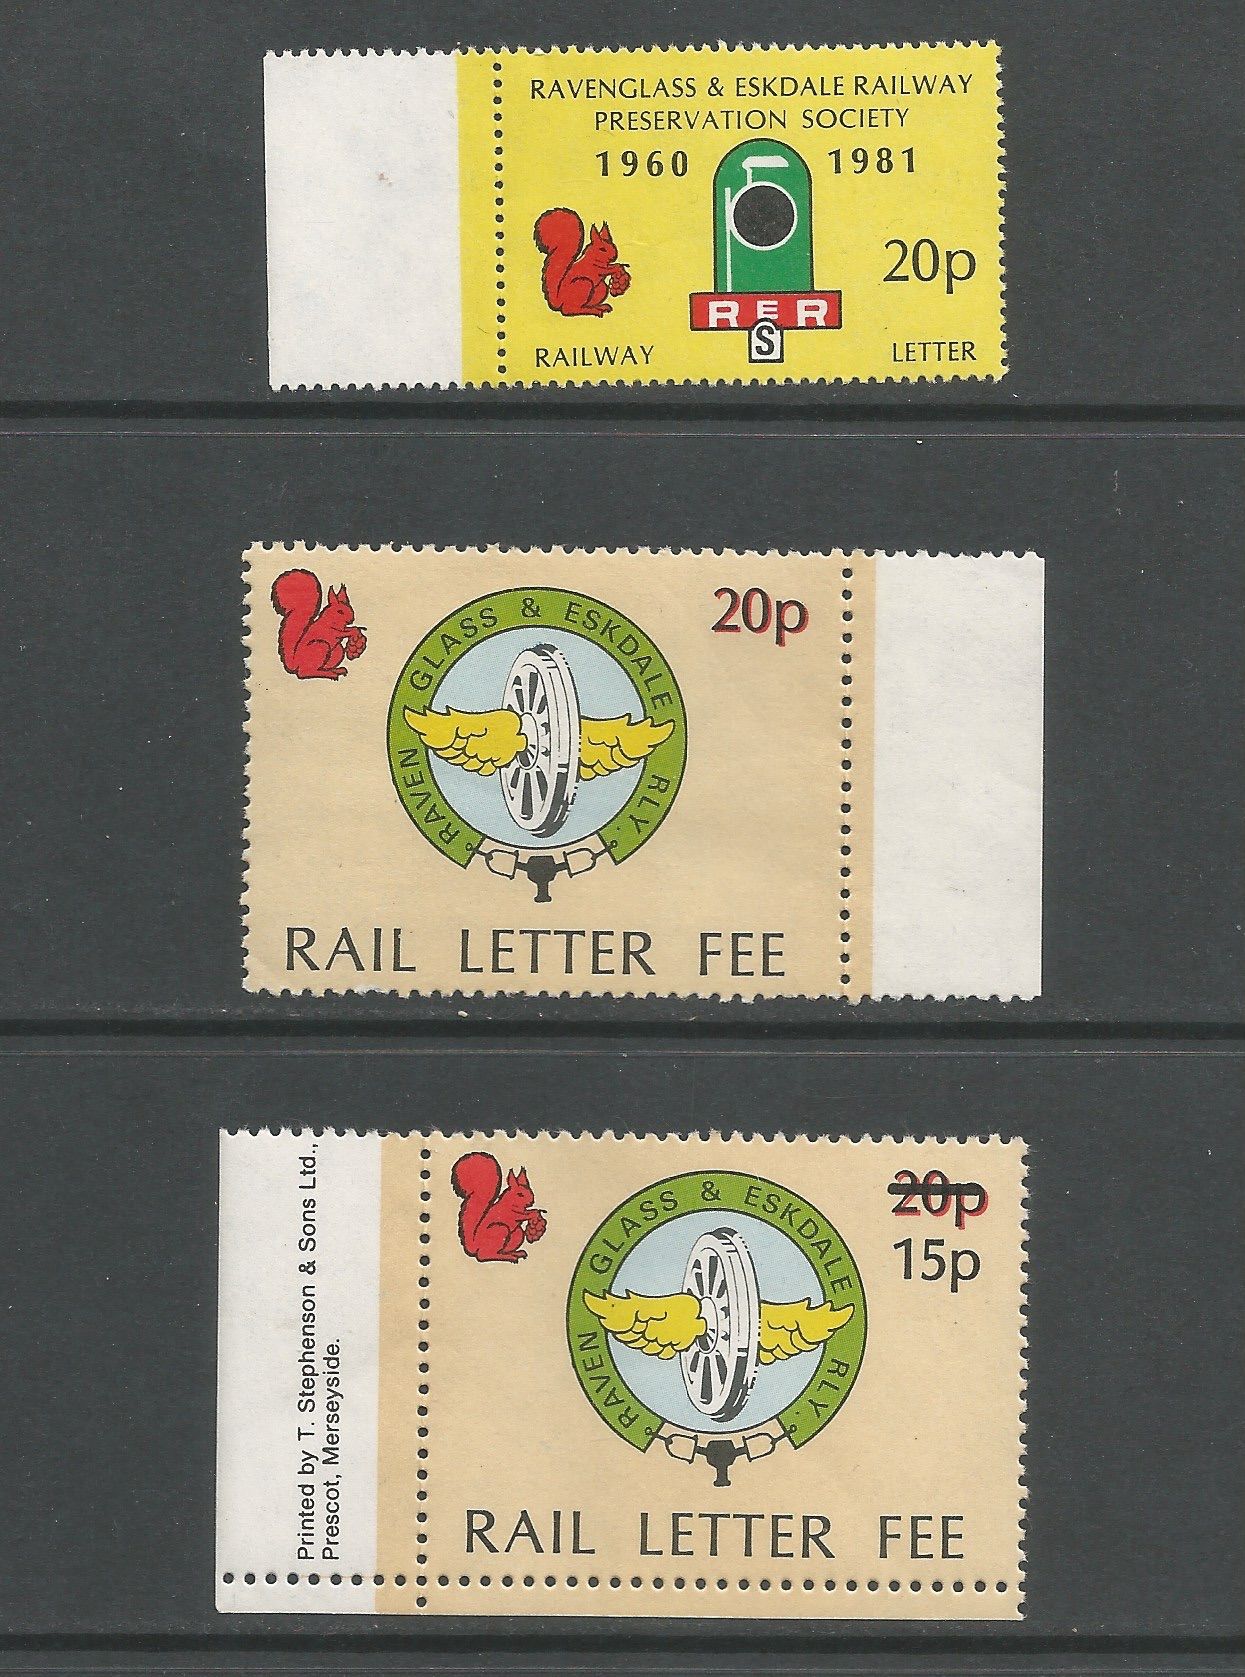 RAVENGLASS & ESKDALE RAILWAY
PRESERVATION SOCIETY
1960 1981
20p
RER
S
RAILWAY LETTER
20p
RAVEN GLASS & ESKDALE RLY.
RAIL LETTER FEE
Printed by T. Stephenson & Sons Ltd.,
Prescot, Merseyside.
20p
15p
RAVEN GLASS & ESKDALE RLY.
RAIL LETTER FEE